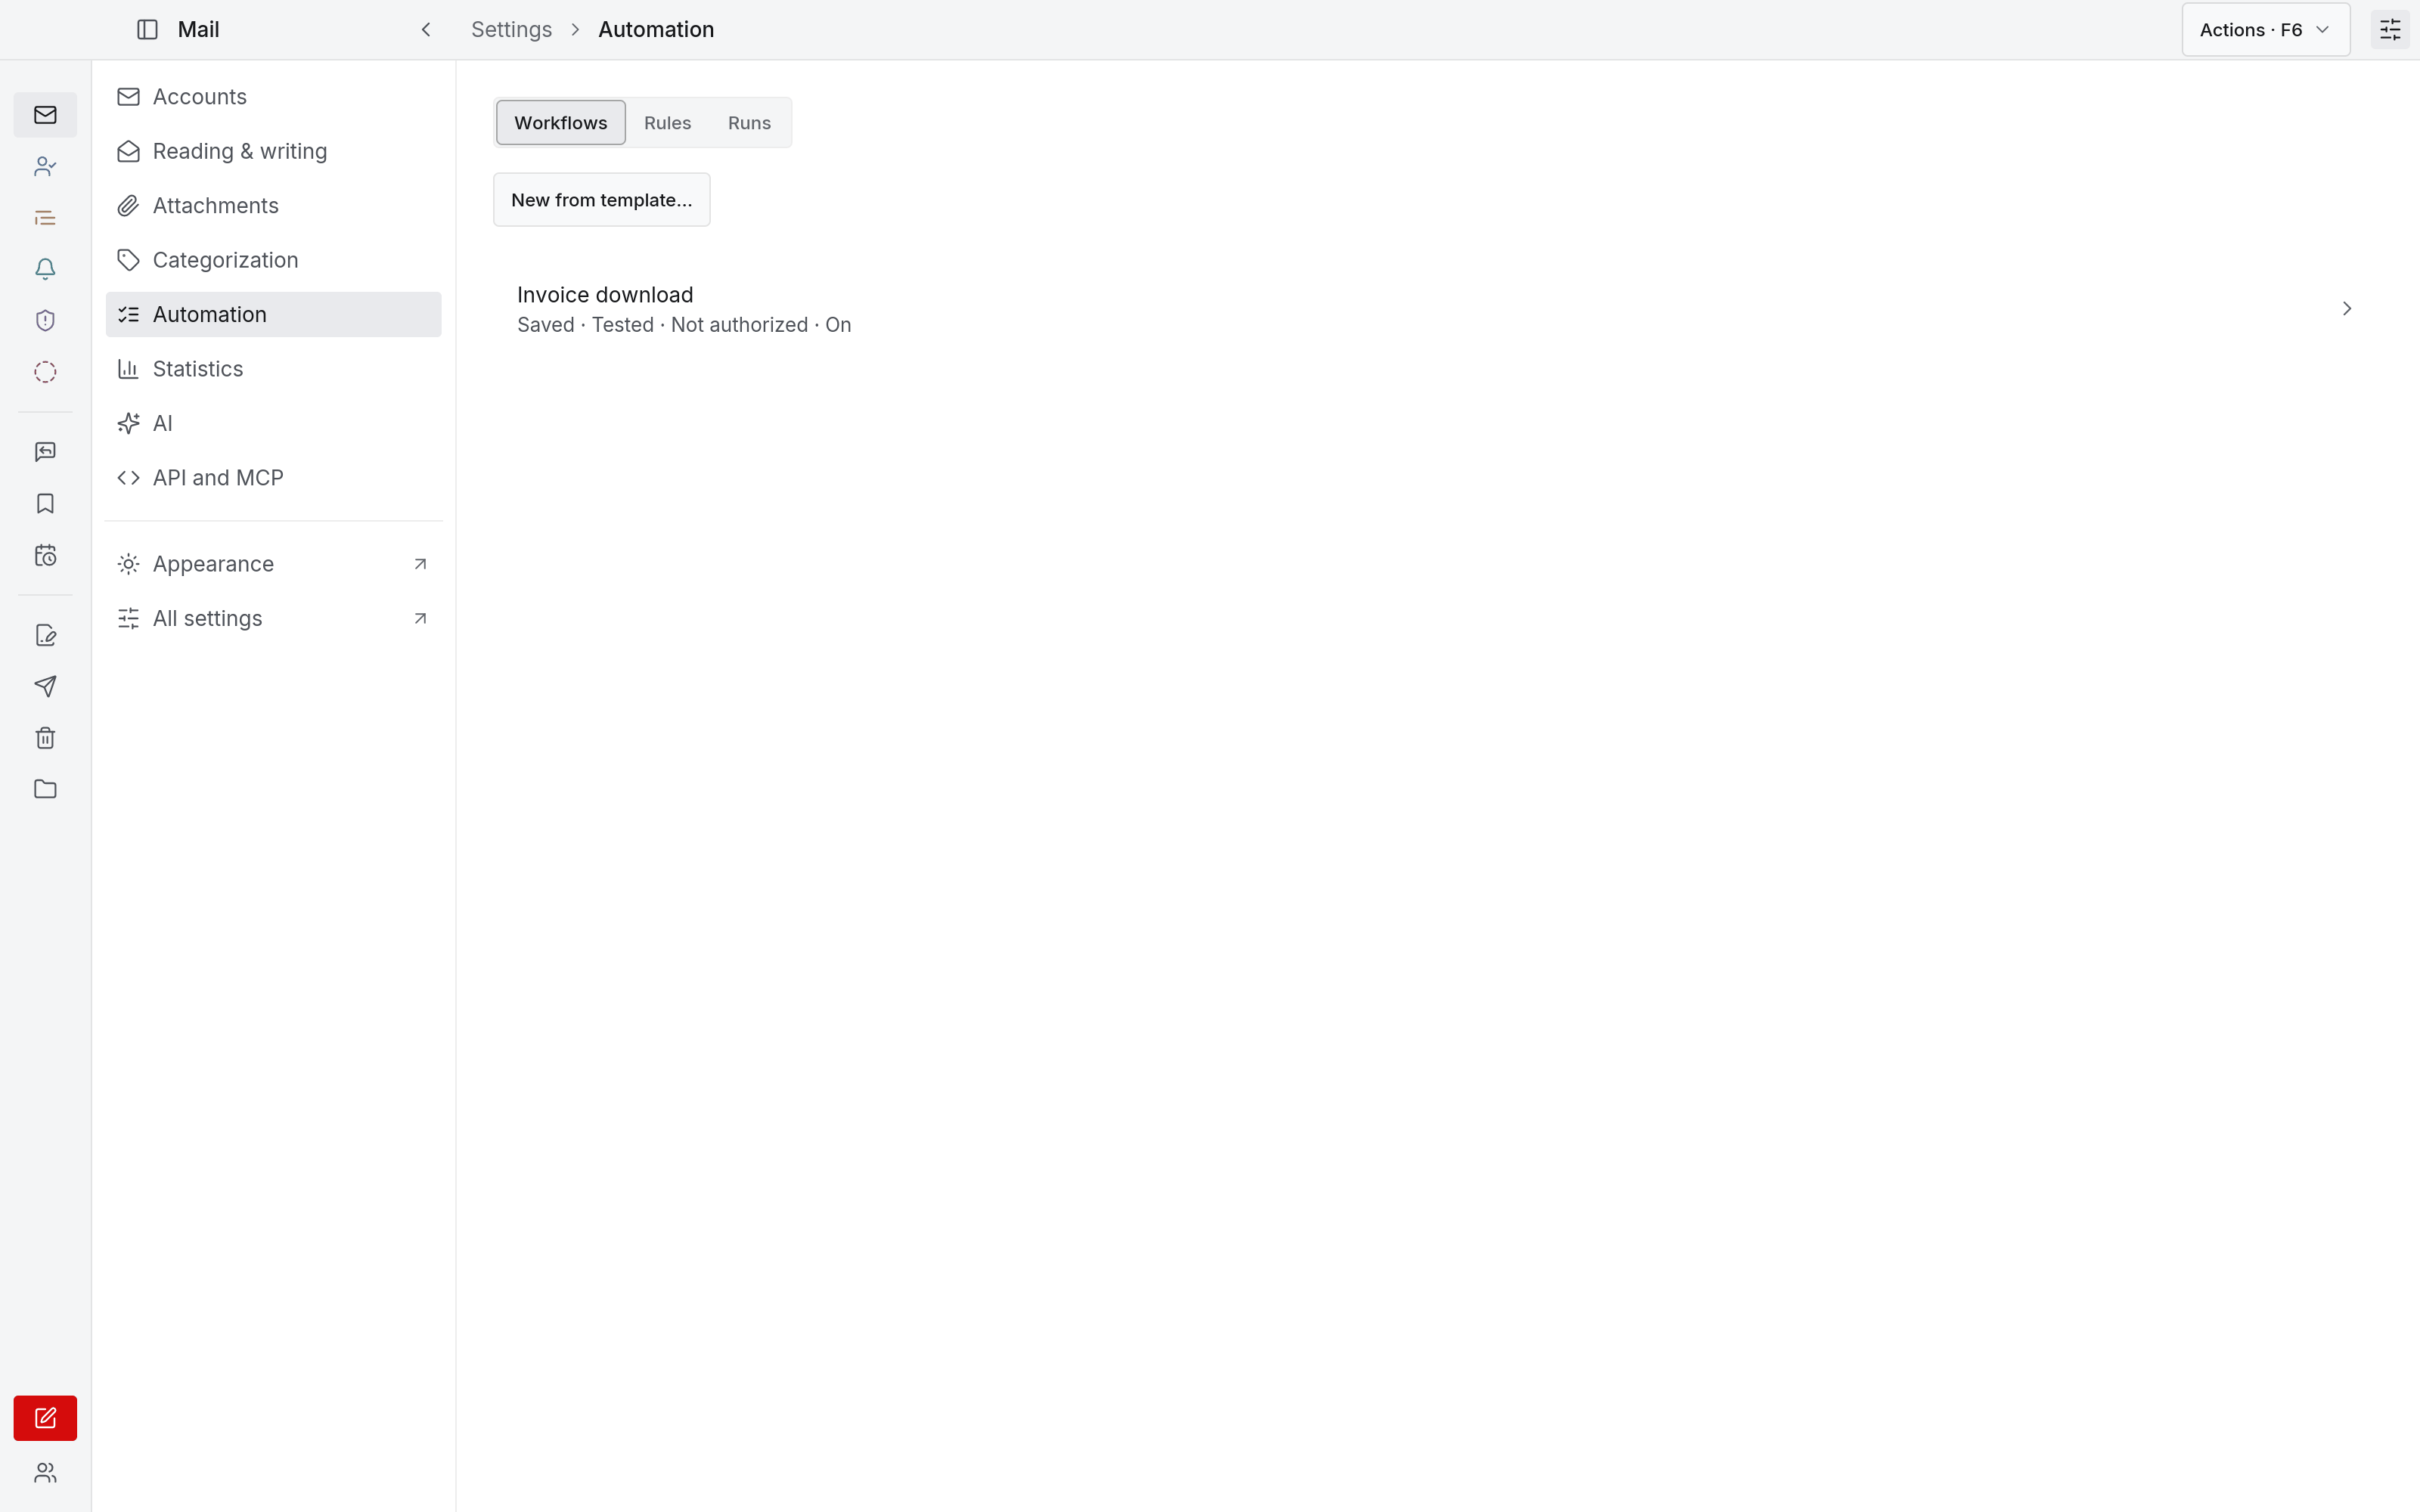 Mail
Settings > Automation
Actions · F6
Accounts
Reading & writing
Attachments
Categorization
Automation
Statistics
AI
API and MCP
Appearance
All settings
Workflows Rules Runs
New from template...
Invoice download
Saved · Tested · Not authorized · On